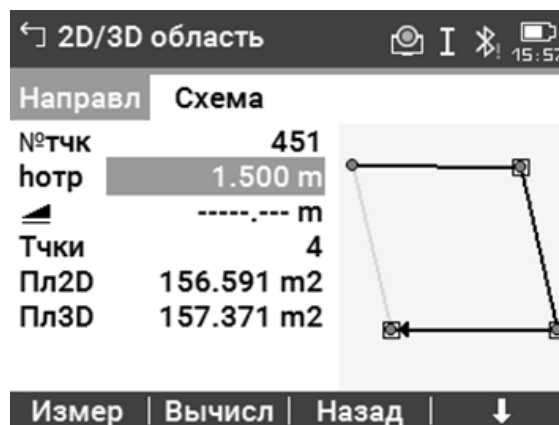 2D/3D область
15:57
Направл Схема
№тчк 451
hотр 1.500 m
-----.--- m
Тчки 4
Пл2D 156.591 m2
Пл3D 157.371 m2
Измер Вычисл Назад